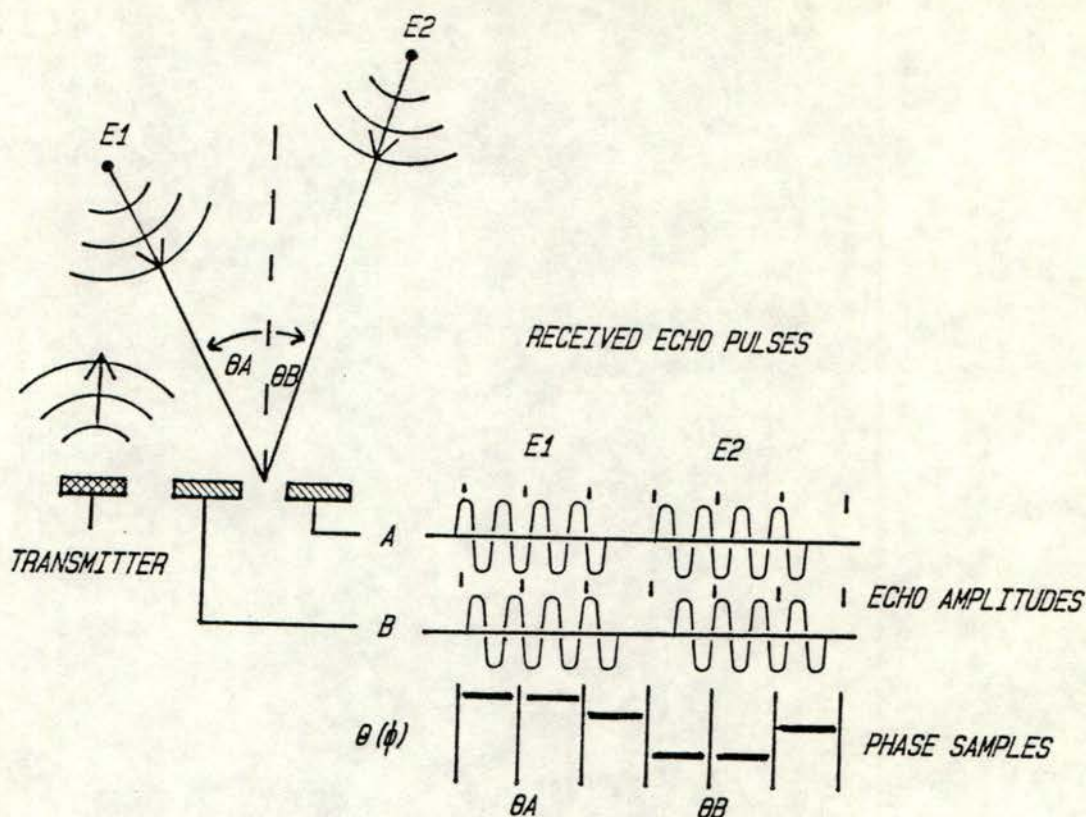 E2
E1
θA
θB
RECEIVED ECHO PULSES
E1
E2
TRANSMITTER
A
ECHO AMPLITUDES
B
θ(ϕ)
PHASE SAMPLES
θA
θB